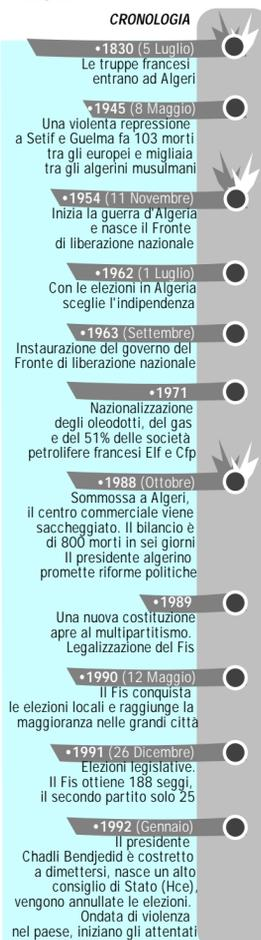 CRONOLOGIA
•1830 (5 Luglio)
Le truppe francesi
entrano ad Algeri
•1945 (8 Maggio)
Una violenta repressione
a Setif e Guelma fa 103 morti
tra gli europei e migliaia
tra gli algerini musulmani
•1954 (11 Novembre)
Inizia la guerra d'Algeria
e nasce il Fronte
di liberazione nazionale
•1962 (1 Luglio)
Con le elezioni in Algeria
sceglie l'indipendenza
•1963 (Settembre)
Instaurazione del governo del
Fronte di liberazione nazionale
•1971
Nazionalizzazione
degli oleodotti, del gas
e del 51% delle società
petrolifere francesi Elf e Cfp
•1988 (Ottobre)
Sommossa a Algeri,
il centro commerciale viene
saccheggiato. Il bilancio è
di 800 morti in sei giorni
Il presidente algerino
promette riforme politiche
•1989
Una nuova costituzione
apre al multipartitismo.
Legalizzazione del Fis
•1990 (12 Maggio)
Il Fis conquista
le elezioni locali e raggiunge la
maggioranza nelle grandi città
•1991 (26 Dicembre)
Elezioni legislative.
Il Fis ottiene 188 seggi,
il secondo partito solo 25
•1992 (Gennaio)
Il presidente
Chadli Bendjedid è costretto
a dimettersi, nasce un alto
consiglio di Stato (Hce),
vengono annullate le elezioni.
Ondata di violenza
nel paese, iniziano gli attentati